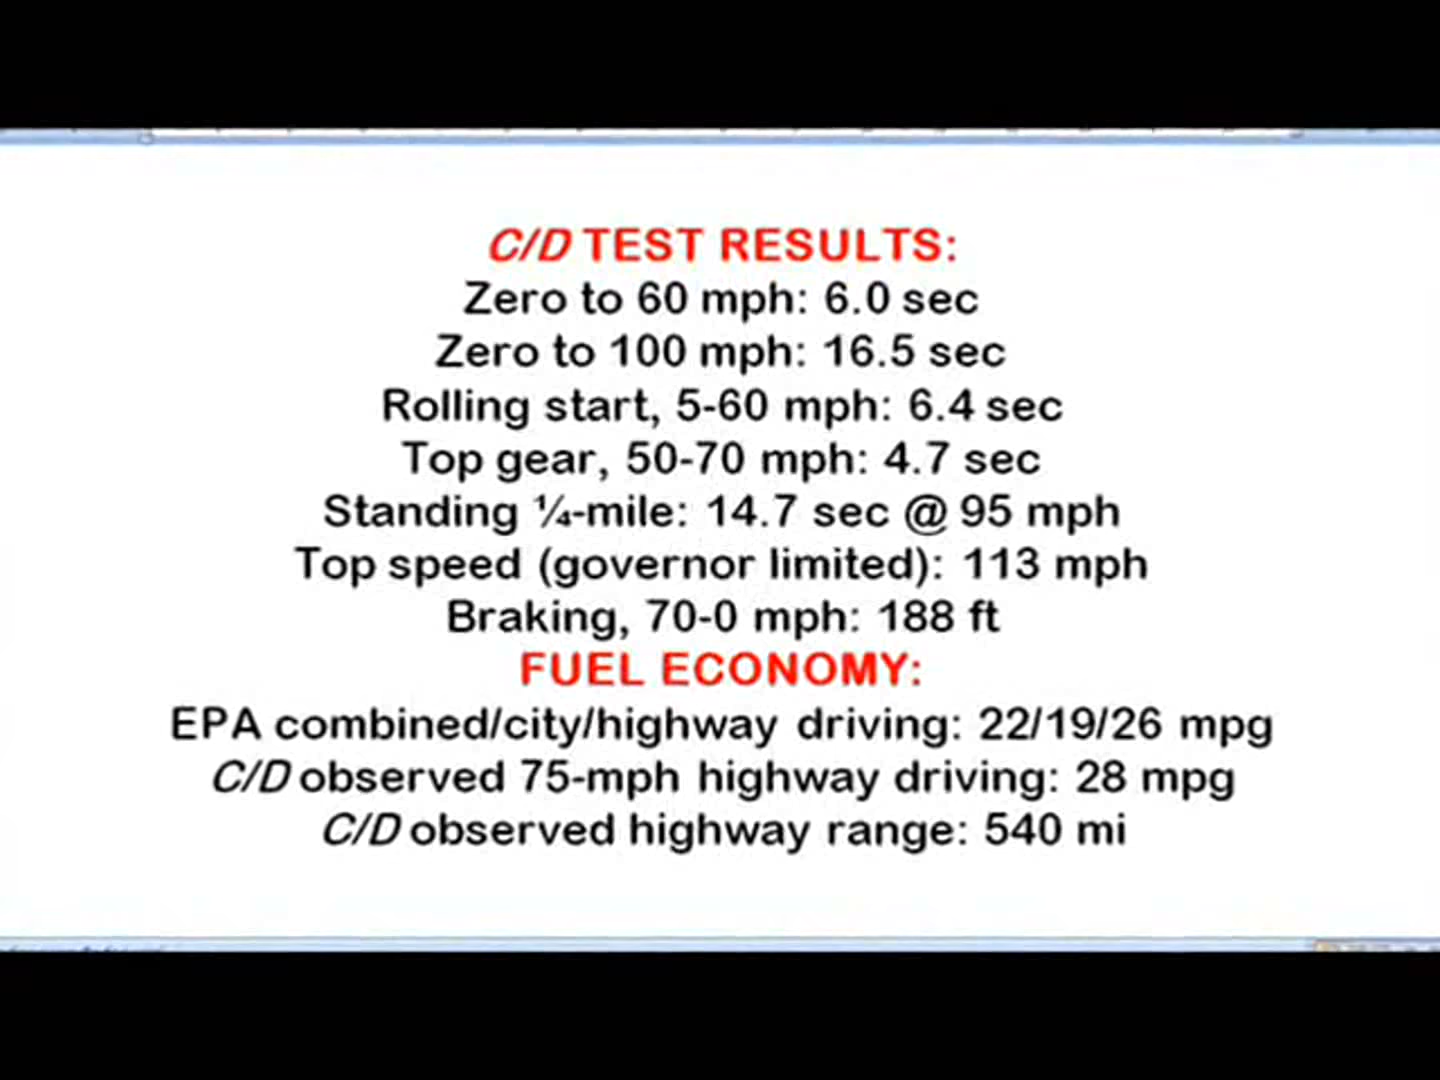 C/D TEST RESULTS:
Zero to 60 mph: 6.0 sec
Zero to 100 mph: 16.5 sec
Rolling start, 5-60 mph: 6.4 sec
Top gear, 50-70 mph: 4.7 sec
Standing ¼-mile: 14.7 sec @ 95 mph
Top speed (governor limited): 113 mph
Braking, 70-0 mph: 188 ft
FUEL ECONOMY:
EPA combined/city/highway driving: 22/19/26 mpg
C/D observed 75-mph highway driving: 28 mpg
C/D observed highway range: 540 mi